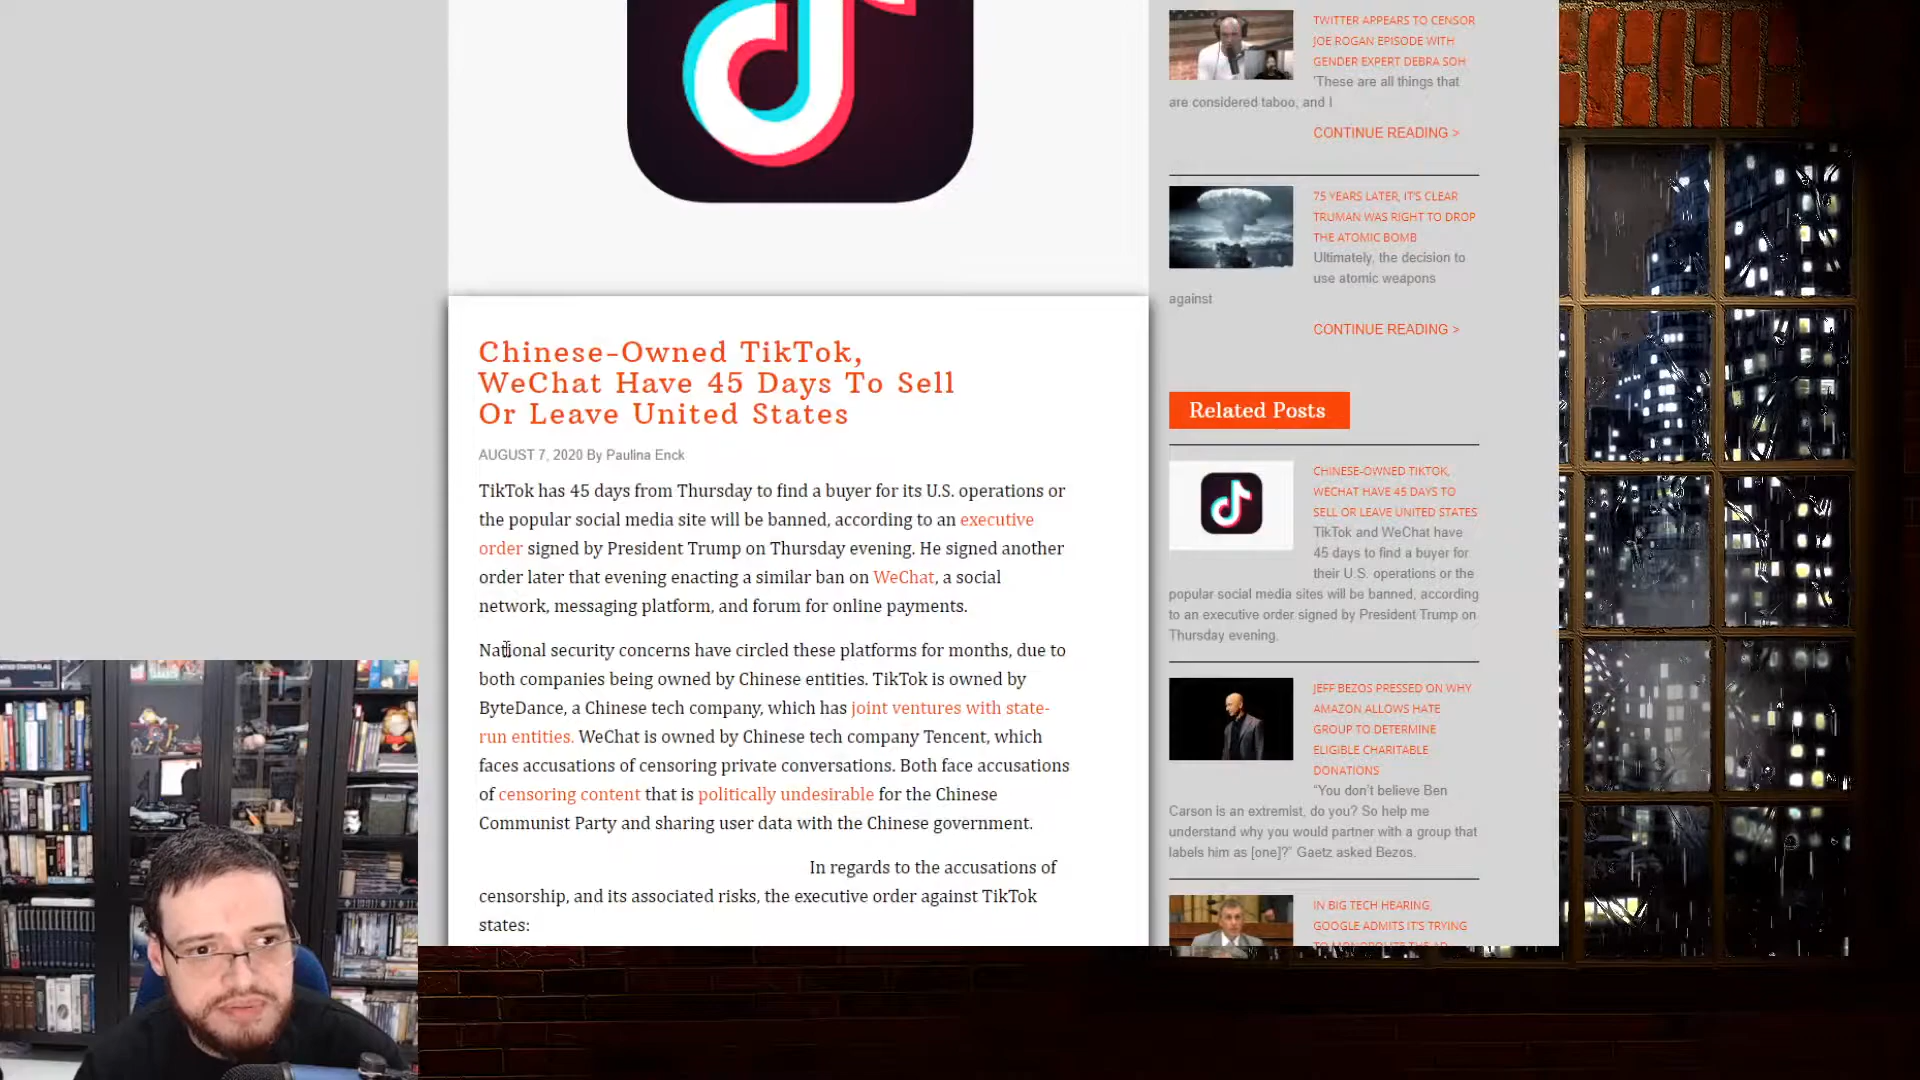 Chinese-Owned TikTok,
WeChat Have 45 Days To Sell
Or Leave United States
AUGUST 7, 2020 By Paulina Enck
TikTok has 45 days from Thursday to find a buyer for its U.S. operations or
the popular social media site will be banned, according to an executive
order signed by President Trump on Thursday evening. He signed another
order later that evening enacting a similar ban on WeChat, a social
network, messaging platform, and forum for online payments.
National security concerns have circled these platforms for months, due to
both companies being owned by Chinese entities. TikTok is owned by
ByteDance, a Chinese tech company, which has joint ventures with state-
run entities. WeChat is owned by Chinese tech company Tencent, which
faces accusations of censoring private conversations. Both face accusations
of censoring content that is politically undesirable for the Chinese
Communist Party and sharing user data with the Chinese government.
In regards to the accusations of
censorship, and its associated risks, the executive order against TikTok
states:
TWITTER APPEARS TO CENSOR
JOE ROGAN EPISODE WITH
GENDER EXPERT DEBRA SOH
'These are all things that
are considered taboo, and I
CONTINUE READING >
75 YEARS LATER, IT'S CLEAR
TRUMAN WAS RIGHT TO DROP
THE ATOMIC BOMB
Ultimately, the decision to
use atomic weapons
against
CONTINUE READING >
Related Posts
CHINESE-OWNED TIKTOK,
WECHAT HAVE 45 DAYS TO
SELL OR LEAVE UNITED STATES
TikTok and WeChat have
45 days to find a buyer for
their U.S. operations or the
popular social media sites will be banned, according
to an executive order signed by President Trump on
Thursday evening.
JEFF BEZOS PRESSED ON WHY
AMAZON ALLOWS HATE
GROUP TO DETERMINE
ELIGIBLE CHARITABLE
DONATIONS
“You don’t believe Ben
Carson is an extremist, do you? So help me
understand why you would partner with a group that
labels him as [one]?” Gaetz asked Bezos.
IN BIG TECH HEARING,
GOOGLE ADMITS IT'S TRYING
TO MONOPOLIZE THE AD